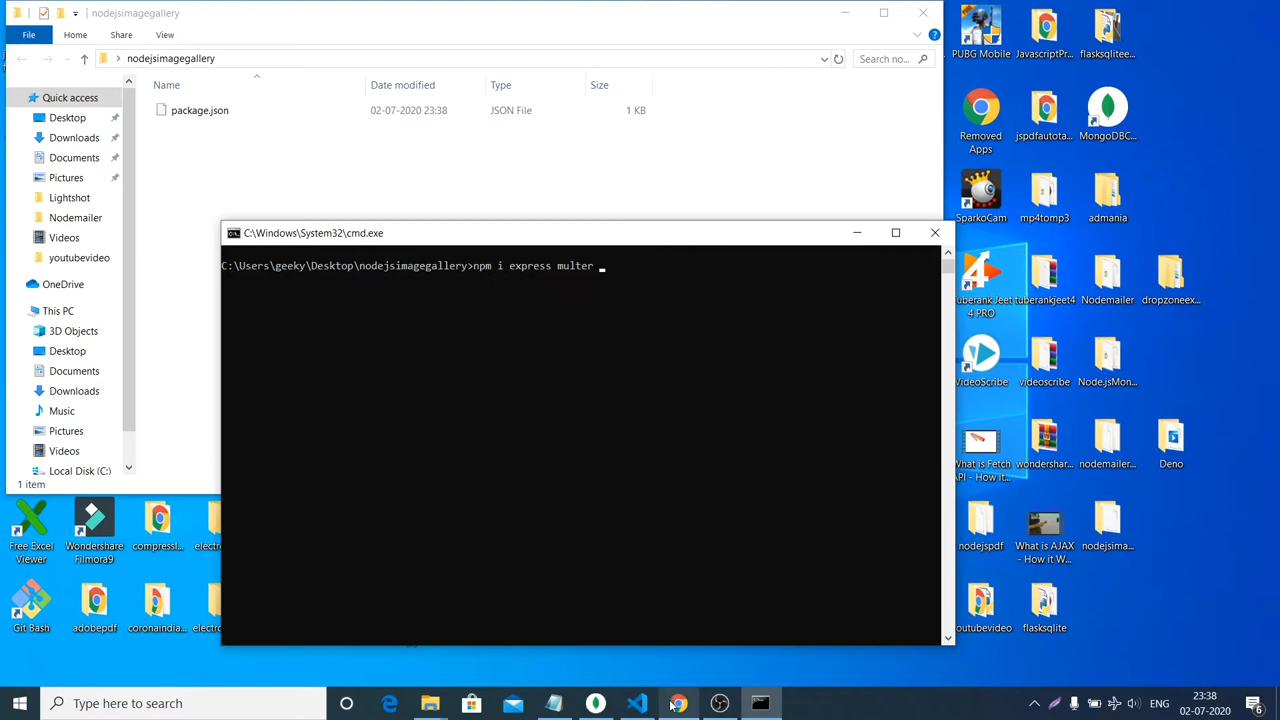 nodejsimagegallery
File Home Share View
nodejsimagegallery
Search no...
Name Date modified Type Size
package.json 02-07-2020 23:38 JSON File 1 KB
Quick access
Desktop
Downloads
Documents
Pictures
Lightshot
Nodemailer
Videos
youtubevideo
OneDrive
This PC
3D Objects
Desktop
Documents
Downloads
Music
Pictures
Videos
Local Disk (C:)
1 item
C:\Windows\System32\cmd.exe
C:\Users\geeky\Desktop\nodejsimagegallery>npm i express multer
PUBG Mobile
JavascriptPr...
flasksqlitee...
Removed Apps
jspdfautota...
MongoDBC...
SparkoCam
mp4tomp3
admania
Tuberank Jeet 4 PRO
tuberankjeet4
Nodemailer
dropzoneex...
VideoScribe
videoscribe
Node.jsMon...
What is Fetch API - How it...
wondershar...
nodemailer...
Deno
nodejspdf
What is AJAX - How it W...
nodejsima...
youtubevideo
flasksqlite
Free Excel Viewer
Wondershare Filmora9
compressI...
electro
Git Bash
adobepdf
coronaindia...
electro
Type here to search
ENG
23:38
02-07-2020
6